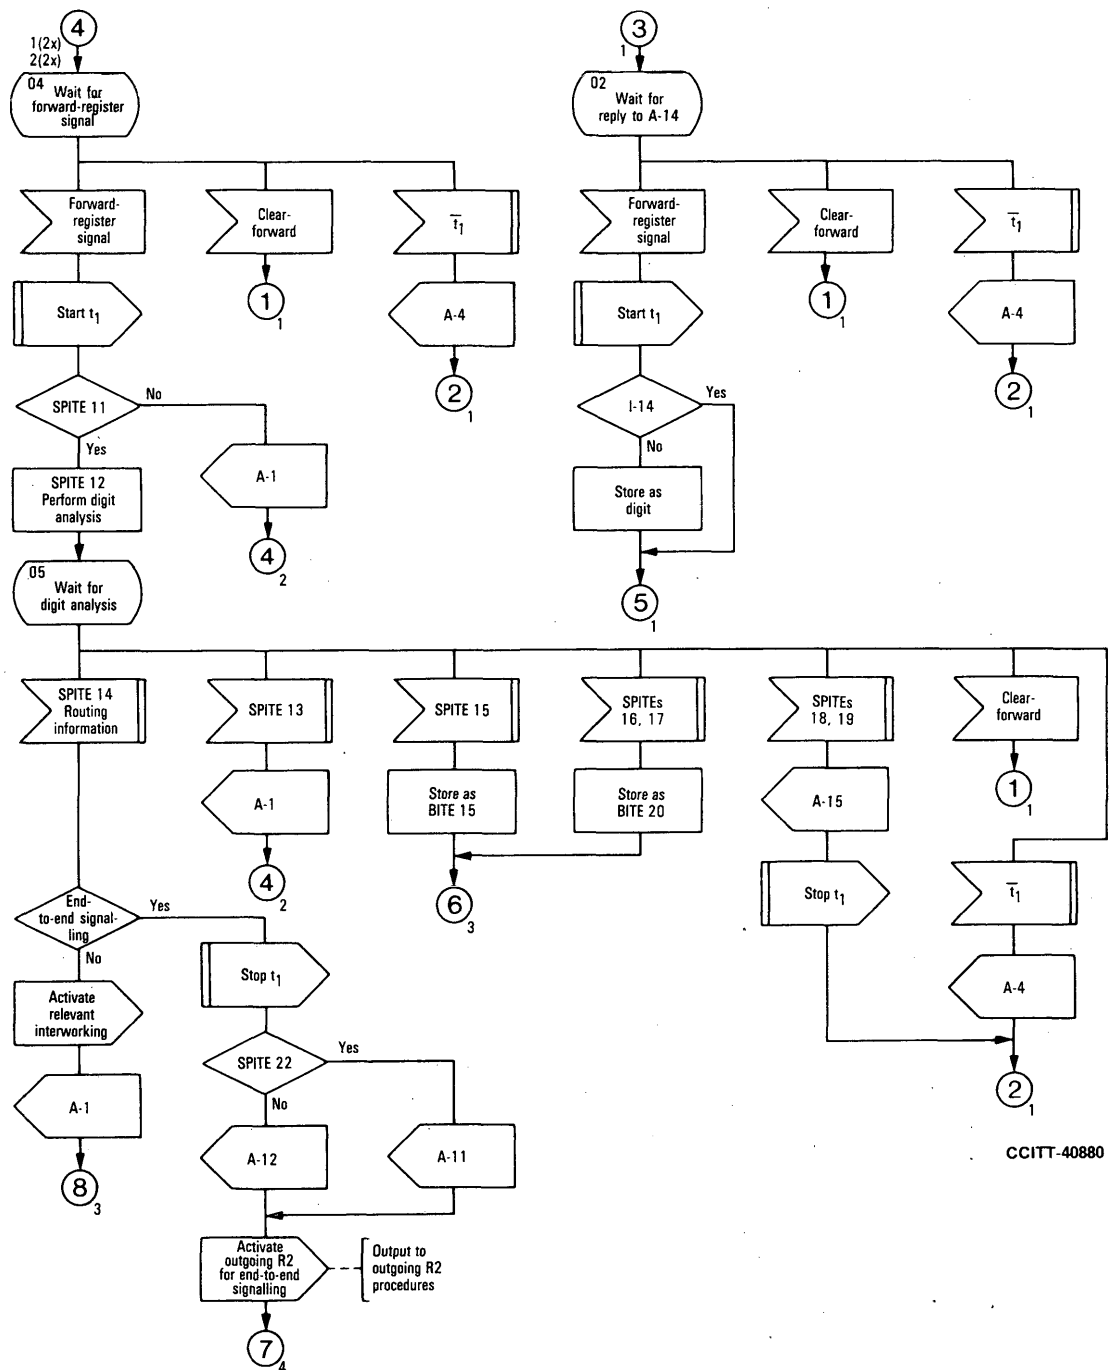 4
1(2x)
2(2x)
04
Wait for
forward-register
signal
Forward-
register
signal
Clear-
forward
t1
Start t1
1
1
A-4
2
1
SPITE 11
No
Yes
A-1
4
2
SPITE 12
Perform digit
analysis
05
Wait for
digit analysis
3
1
02
Wait for
reply to A-14
Forward-
register
signal
Clear-
forward
t1
Start t1
1
1
A-4
2
1
I-14
Yes
No
Store as
digit
5
1
SPITE 14
Routing
information
SPITE 13
SPITE 15
SPITEs
16, 17
SPITEs
18, 19
Clear-
forward
A-1
4
2
Store as
BITE 15
Store as
BITE 20
6
3
A-15
Stop t1
1
1
t1
A-4
2
1
End-
to-end signal-
ling
Yes
No
Activate
relevant
interworking
A-1
8
3
Stop t1
SPITE 22
Yes
No
A-12
A-11
Activate
outgoing R2
for end-to-end
signalling
Output to
outgoing R2
procedures
7
4
CCITT-40880